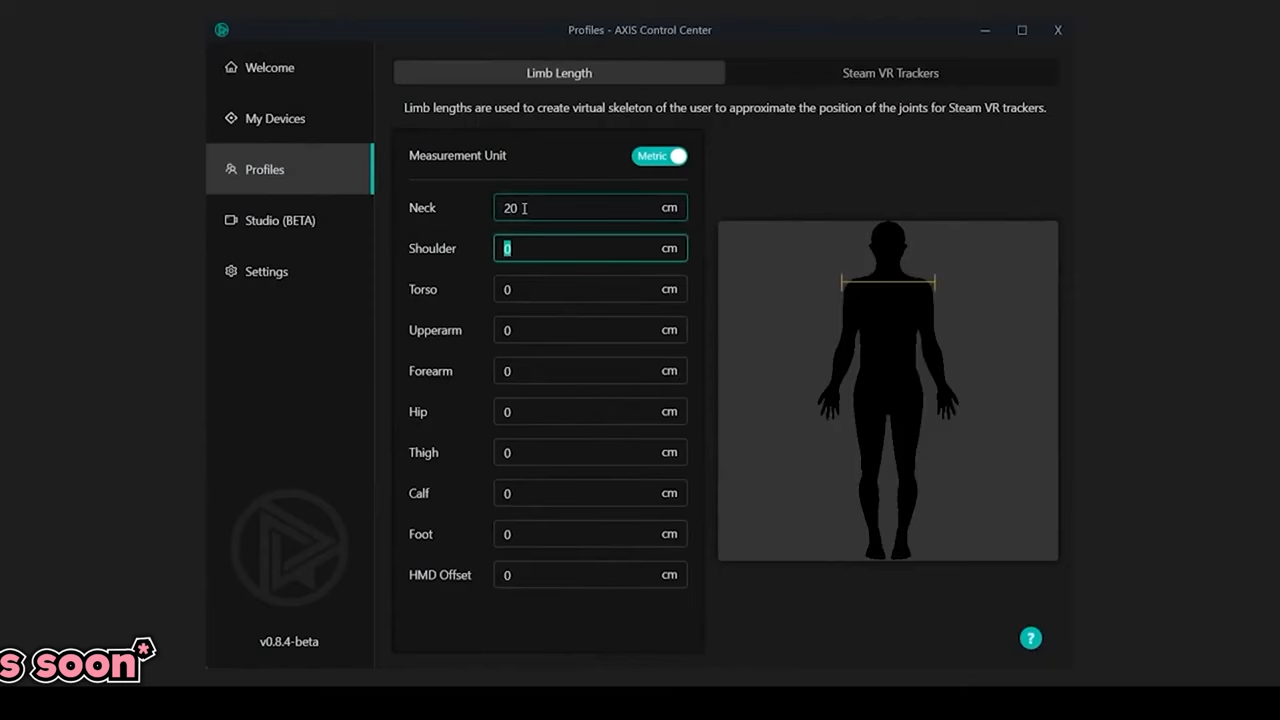 Profiles - AXIS Control Center
Welcome
My Devices
Profiles
Studio (BETA)
Settings
v0.8.4-beta
Limb Length
Steam VR Trackers
Limb lengths are used to create virtual skeleton of the user to approximate the position of the joints for Steam VR trackers.
Measurement Unit Metric
Neck 20 cm
Shoulder 0 cm
Torso 0 cm
Upperarm 0 cm
Forearm 0 cm
Hip 0 cm
Thigh 0 cm
Calf 0 cm
Foot 0 cm
HMD Offset 0 cm
?
s soon*